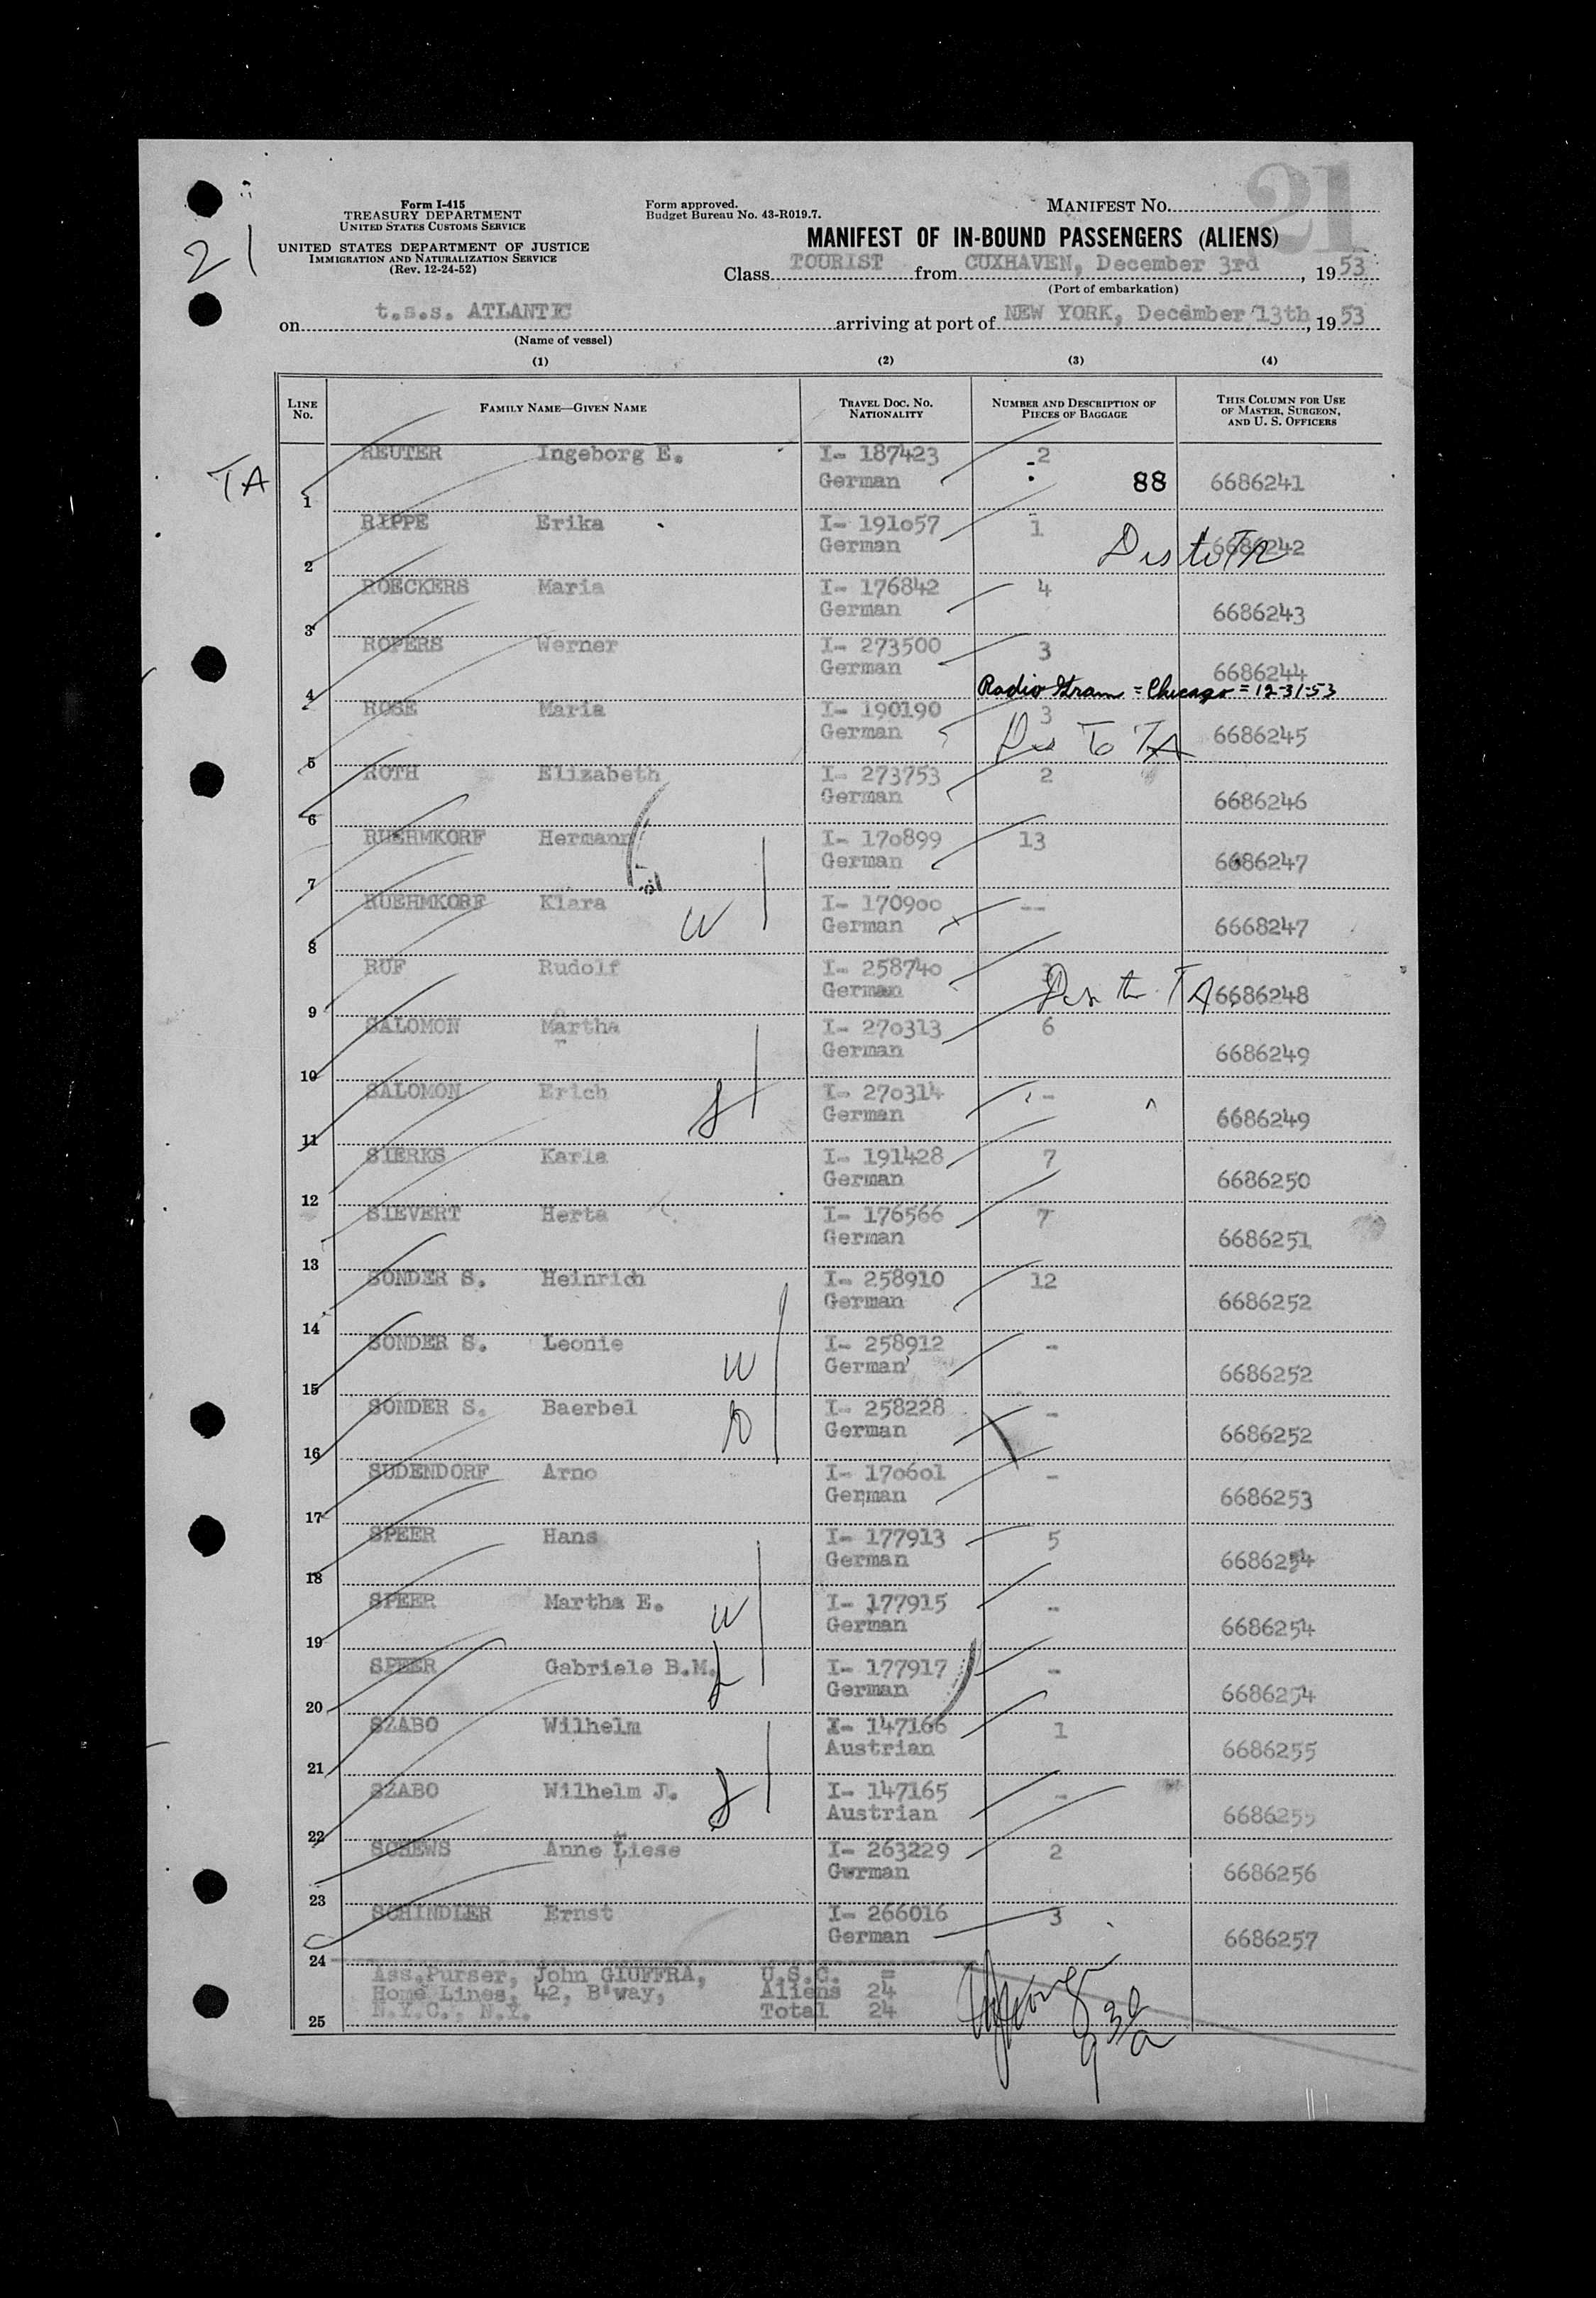 21
21
Form I-415
TREASURY DEPARTMENT
UNITED STATES CUSTOMS SERVICE
UNITED STATES DEPARTMENT OF JUSTICE
IMMIGRATION AND NATURALIZATION SERVICE
(Rev. 12-24-52)
Form approved.
Budget Bureau No. 43-R019.7.
MANIFEST No.
MANIFEST OF IN-BOUND PASSENGERS (ALIENS)
Class TOURIST from CUXHAVEN, December 3rd, 1953
(Port of embarkation)
on t.s.s. ATLANTIC arriving at port of NEW YORK, December 13th, 1953
(Name of vessel)
(1) (2) (3) (4)
LINE No. FAMILY NAME—GIVEN NAME TRAVEL DOC. No. NATIONALITY NUMBER AND DESCRIPTION OF PIECES OF BAGGAGE THIS COLUMN FOR USE OF MASTER, SURGEON, AND U. S. OFFICERS
TA 1 REUTER Ingeborg E. I- 187423 German 2 88 6686241
2 RIPPE Erika I- 191057 German 1 Dis to TA 6686242
3 ROECKERS Maria I- 176842 German 4 6686243
4 ROPERS Werner I- 273500 German 3 6686244
Radio Gram = Chicago = 12-31-53
5 ROSE Maria I- 190190 German 3 Dis To TA 6686245
6 ROTH Elizabeth I- 273753 German 2 6686246
7 RUEHMKORF Hermann I- 170899 German 13 6686247
8 RUEHMKORF Klara W I- 170900 German -- 6668247
9 RUF Rudolf I- 258740 German TA 6686248
10 SALOMON Martha I- 270313 German 6 6686249
11 SALOMON Erich I- 270314 German - 6686249
12 SIERKS Karla I- 191428 German 7 6686250
13 SIEVERT Herta I- 176566 German 7 6686251
14 SONDER S. Heinrich I- 258910 German 12 6686252
15 SONDER S. Leonie W I- 258912 German - 6686252
16 SONDER S. Baerbel D I- 258228 German - 6686252
17 SUDENDORF Arno I- 170601 German - 6686253
18 SPEER Hans I- 177913 German 5 6686254
19 SPEER Martha E. W I- 177915 German - 6686254
20 SPEER Gabriele B.M. I- 177917 German - 6686254
21 SZABO Wilhelm I- 147166 Austrian 1 6686255
22 SZABO Wilhelm J. I- 147165 Austrian - 6686255
23 SCHEWS Anne Liese I- 263229 German 2 6686256
24 SCHINDLER Ernst I- 266016 German 3 6686257
Ass.Purser, John GIUFFRA, U.S.C. =
Home Lines, 42, B'way, Aliens 24
25 N.Y.C., N.Y. Total 24